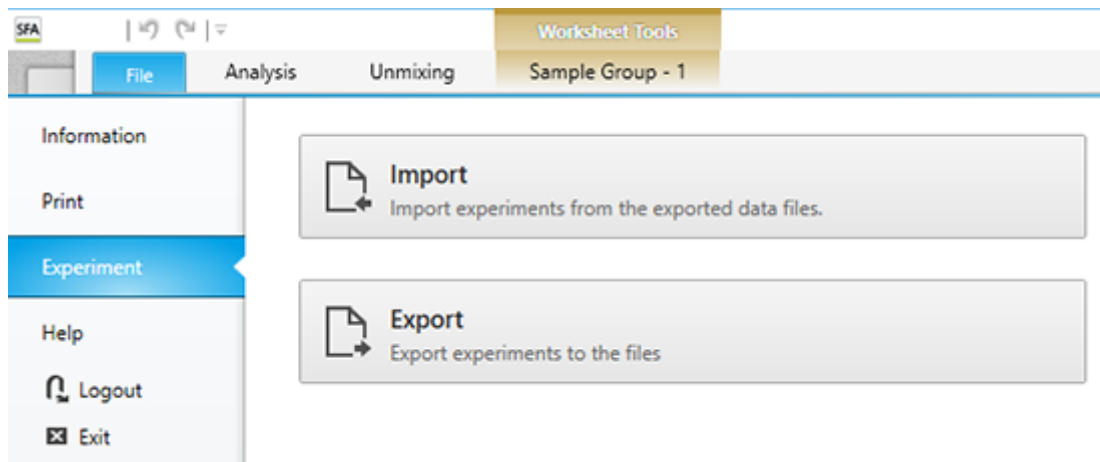 SFA
Worksheet Tools
File Analysis Unmixing Sample Group - 1
Information
Print
Experiment
Help
Logout
Exit
Import
Import experiments from the exported data files.
Export
Export experiments to the files